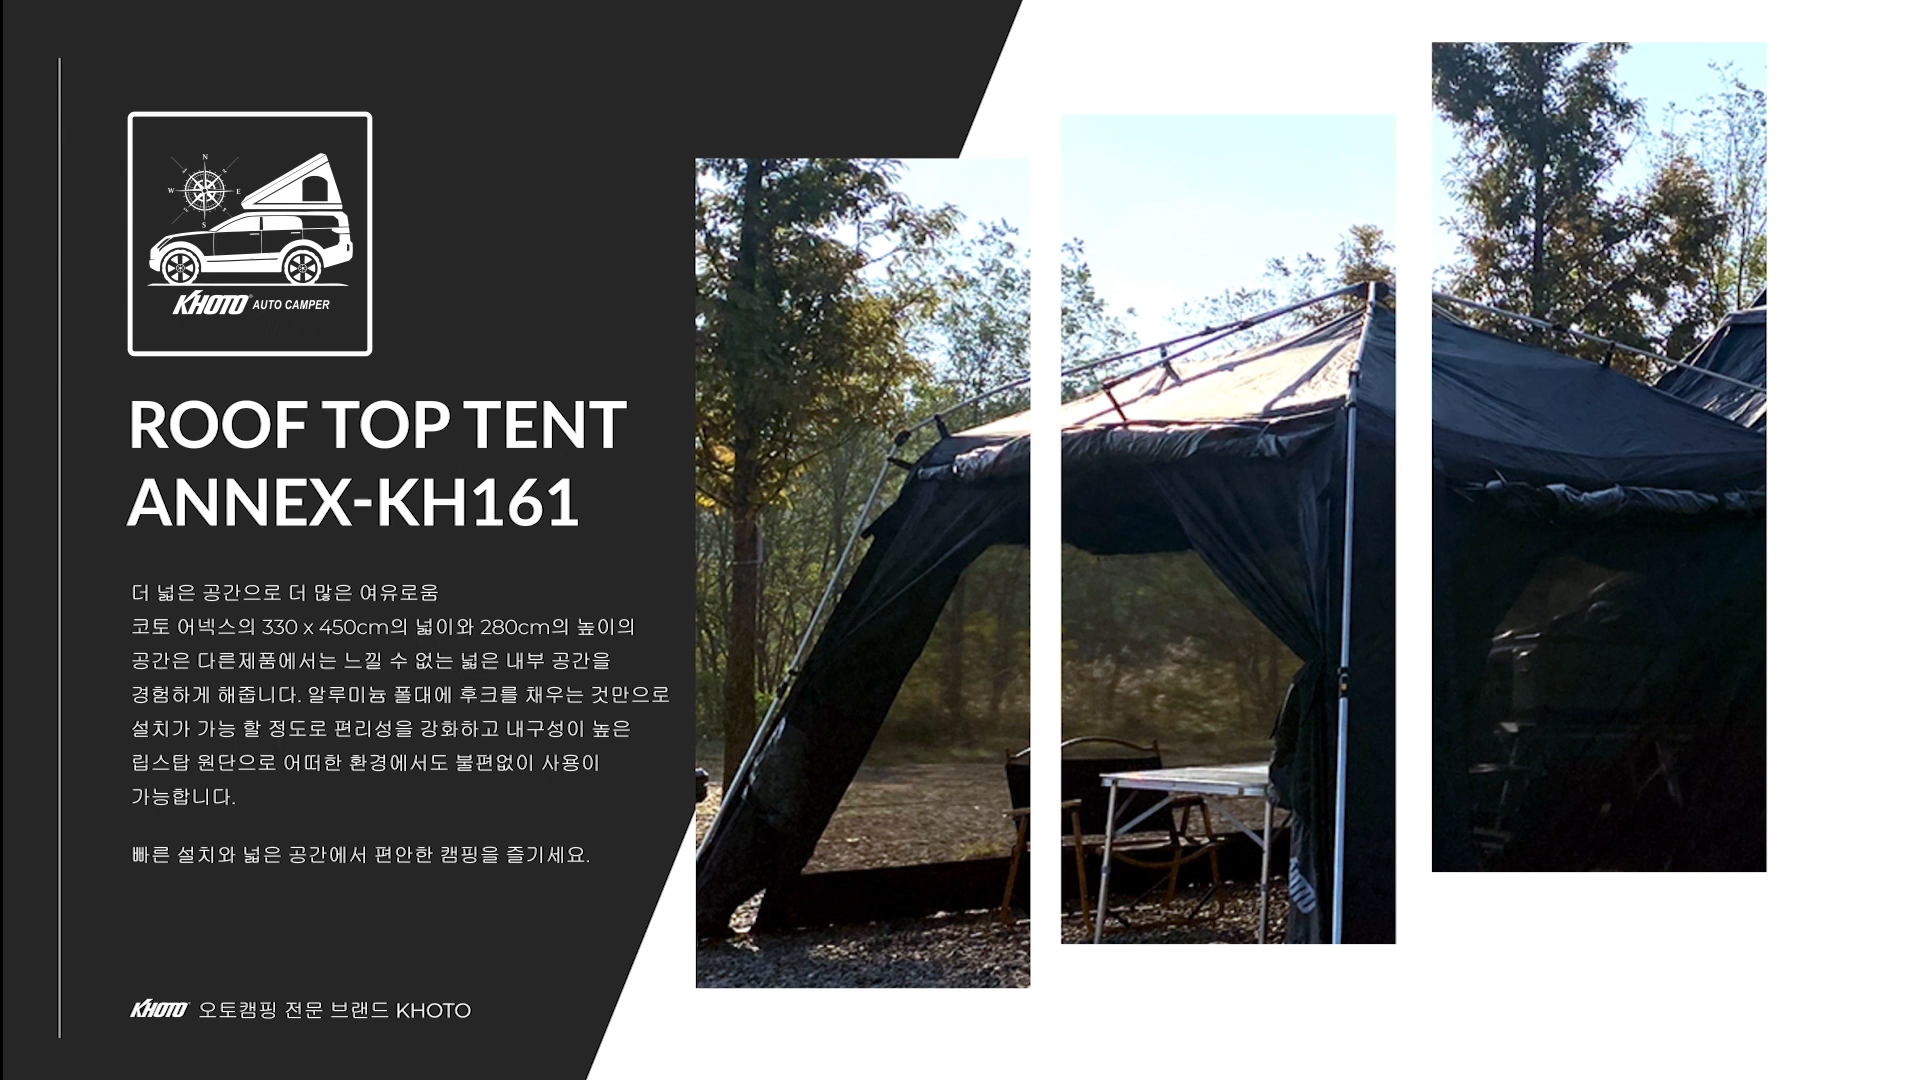 N
W
E
S
KHOTO AUTO CAMPER
ROOF TOP TENT
ANNEX-KH161
더 넓은 공간으로 더 많은 여유로움
코토 어넥스의 330 x 450cm의 넓이와 280cm의 높이의
공간은 다른제품에서는 느낄 수 없는 넓은 내부 공간을
경험하게 해줍니다. 알루미늄 폴대에 후크를 채우는 것만으로
설치가 가능 할 정도로 편리성을 강화하고 내구성이 높은
립스탑 원단으로 어떠한 환경에서도 불편없이 사용이
가능합니다.
빠른 설치와 넓은 공간에서 편안한 캠핑을 즐기세요.
KHOTO 오토캠핑 전문 브랜드 KHOTO
KHOTO